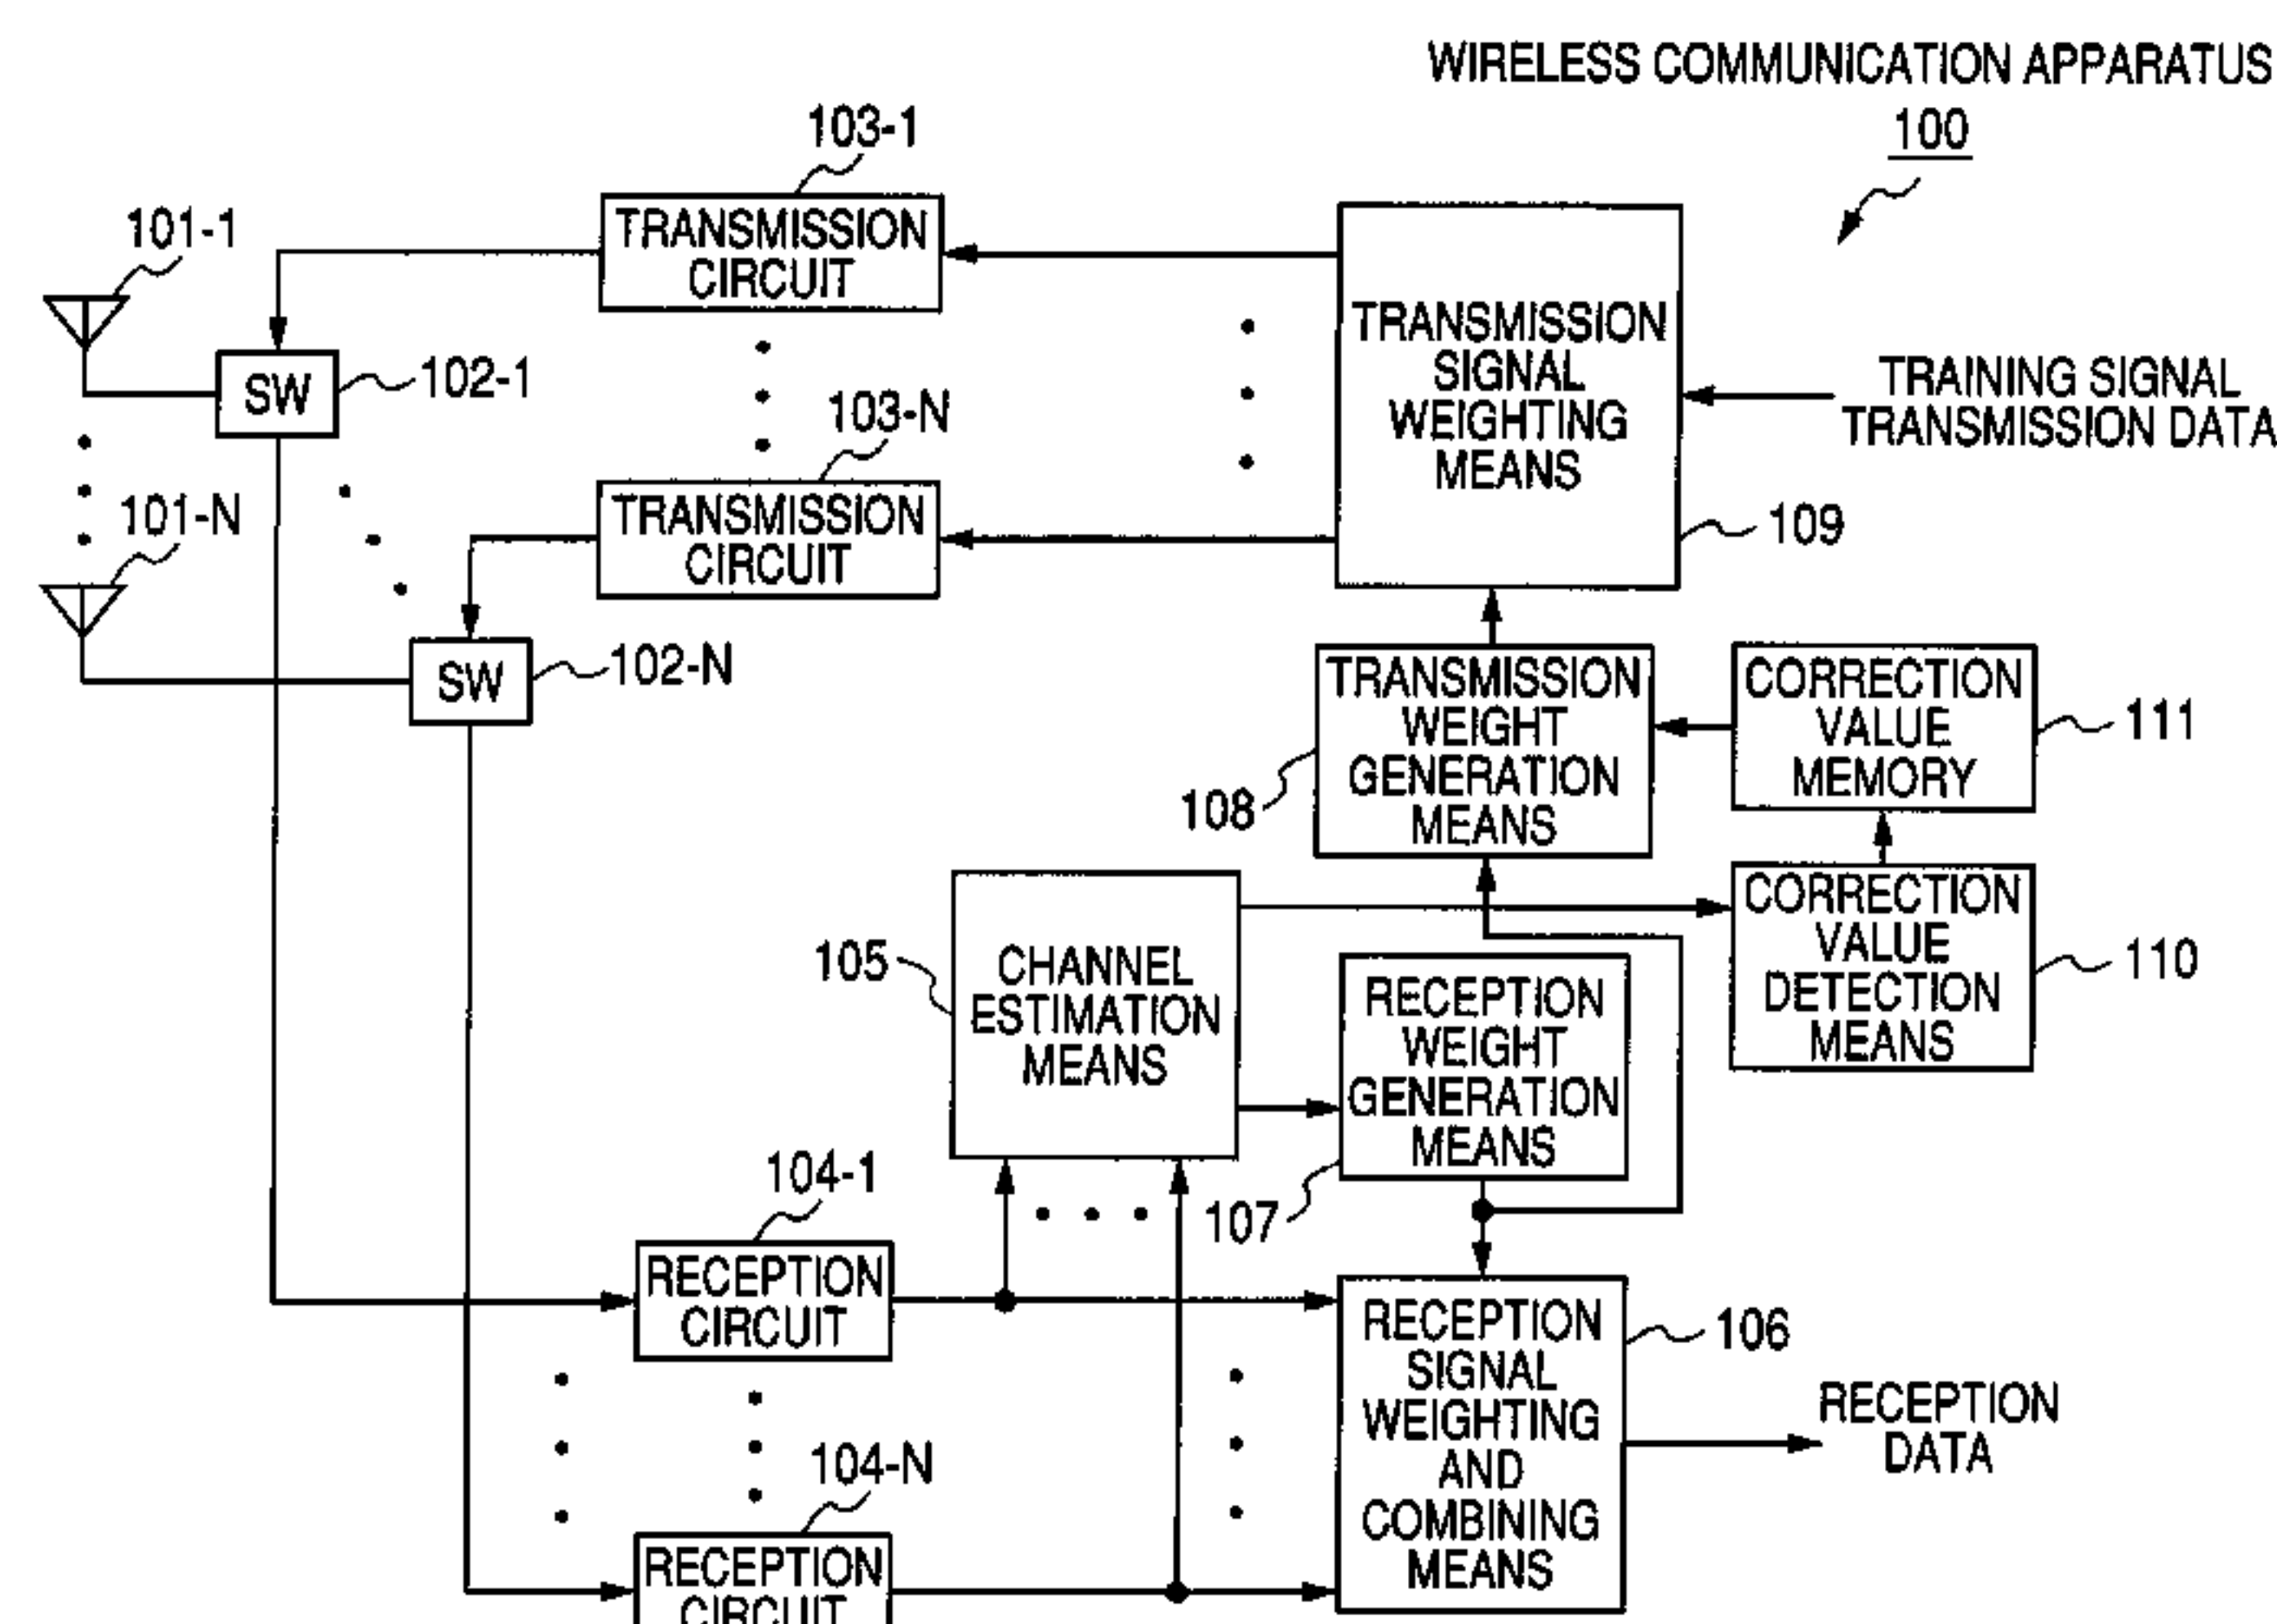 WIRELESS COMMUNICATION APPARATUS
100
103-1
TRANSMISSION
CIRCUIT
101-1
SW
102-1
TRANSMISSION
SIGNAL
WEIGHTING
MEANS
TRAINING SIGNAL
TRANSMISSION DATA
109
103-N
TRANSMISSION
CIRCUIT
101-N
SW
102-N
TRANSMISSION
WEIGHT
GENERATION
MEANS
108
CORRECTION
VALUE
MEMORY
111
CORRECTION
VALUE
DETECTION
MEANS
110
105
CHANNEL
ESTIMATION
MEANS
RECEPTION
WEIGHT
GENERATION
MEANS
107
104-1
RECEPTION
CIRCUIT
RECEPTION
SIGNAL
WEIGHTING
AND
COMBINING
MEANS
106
RECEPTION
DATA
104-N
RECEPTION
CIRCUIT